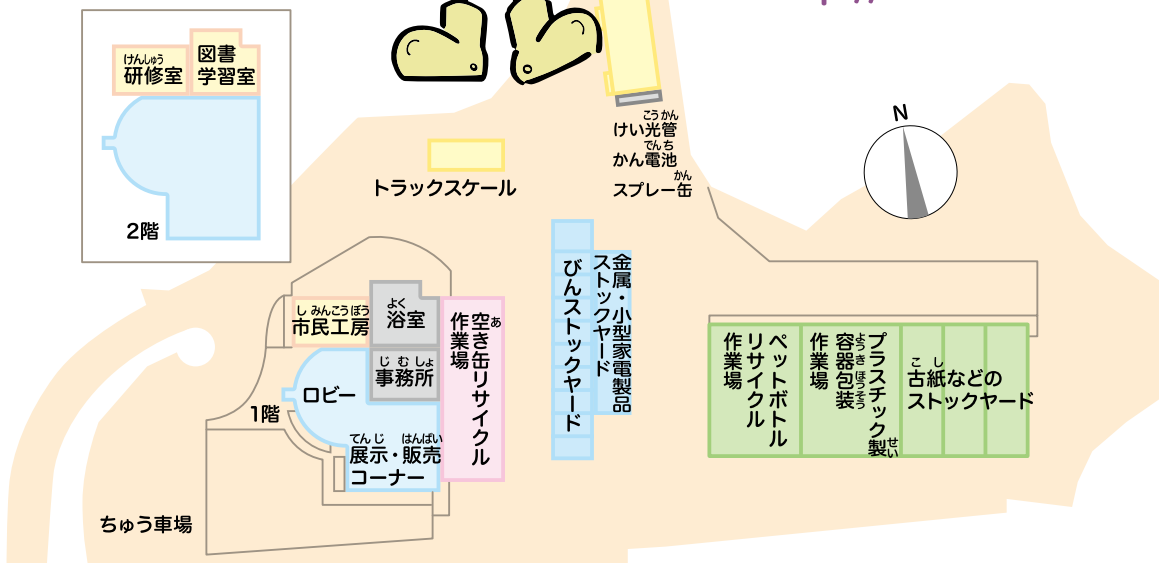 けんしゅう
研修室
図書
学習室
2階
トラックスケール
こうかん
けい光管
でんち
かん電池
かん
スプレー缶
N
しみんこうぼう
市民工房
よく
浴室
じむしょ
事務所
ロビー
1階
てんじ はんばい
展示・販売
コーナー
あ
空き缶リサイクル
作業場
びんストックヤード
金属・小型家電製品
ストックヤード
ペットボトル
リサイクル
作業場
プラスチック製
せい
ようきほうそう
容器包装
作業場
こし
古紙などの
ストックヤード
ちゅう車場